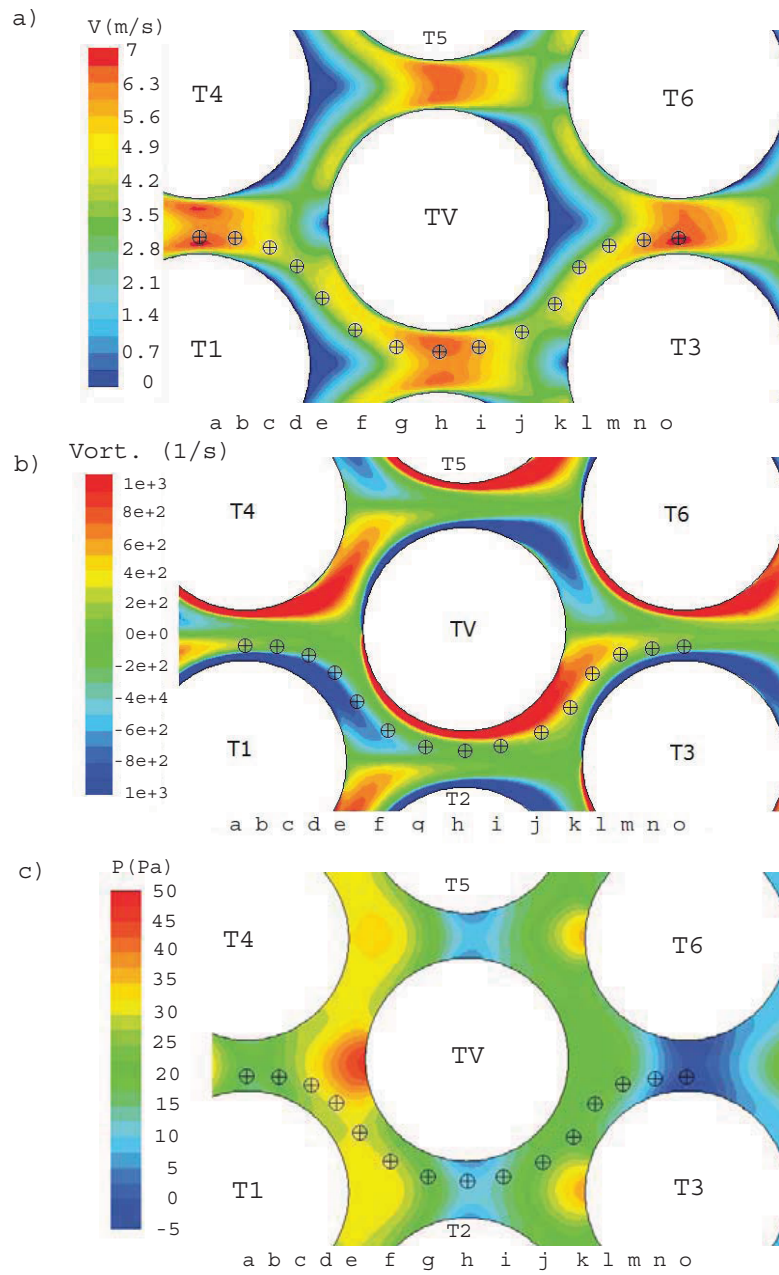 a)
V(m/s)
7
6.3
5.6
4.9
4.2
3.5
2.8
2.1
1.4
0.7
0
T5
T4
T6
TV
T1
T3
a b c d e f g h i j k l m n o
b)
Vort. (1/s)
1e+3
8e+2
6e+2
4e+2
2e+2
0e+0
-2e+2
-4e+2
-6e+2
-8e+2
1e+3
T5
T4
T6
TV
T1
T3
T2
a b c d e f g h i j k l m n o
c)
P(Pa)
50
45
40
35
30
25
20
15
10
5
0
-5
T5
T4
T6
TV
T1
T3
T2
a b c d e f g h i j k l m n o